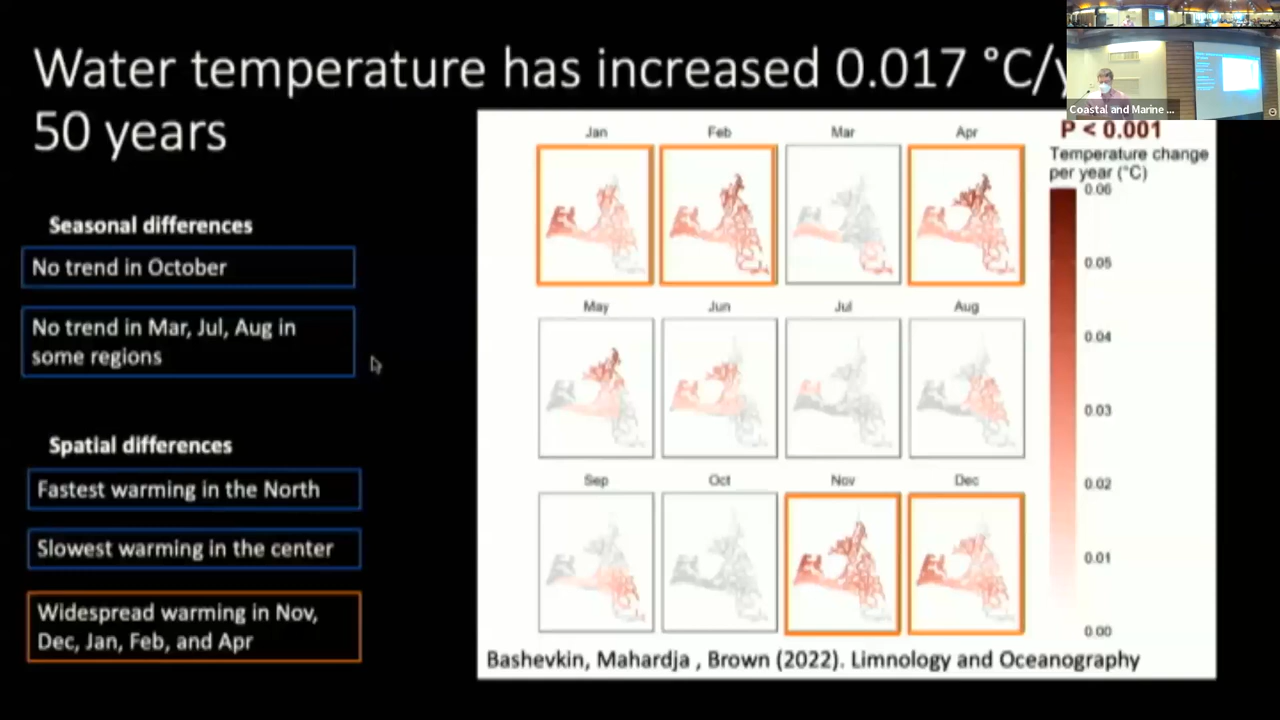 Water temperature has increased 0.017 °C/y
50 years
Seasonal differences
No trend in October
No trend in Mar, Jul, Aug in
some regions
Spatial differences
Fastest warming in the North
Slowest warming in the center
Widespread warming in Nov,
Dec, Jan, Feb, and Apr
Jan Feb Mar Apr
May Jun Jul Aug
Sep Oct Nov Dec
P < 0.001
Temperature change
per year (°C)
0.06
0.05
0.04
0.03
0.02
0.01
0.00
Bashevkin, Mahardja , Brown (2022). Limnology and Oceanography
Coastal and Marine ...